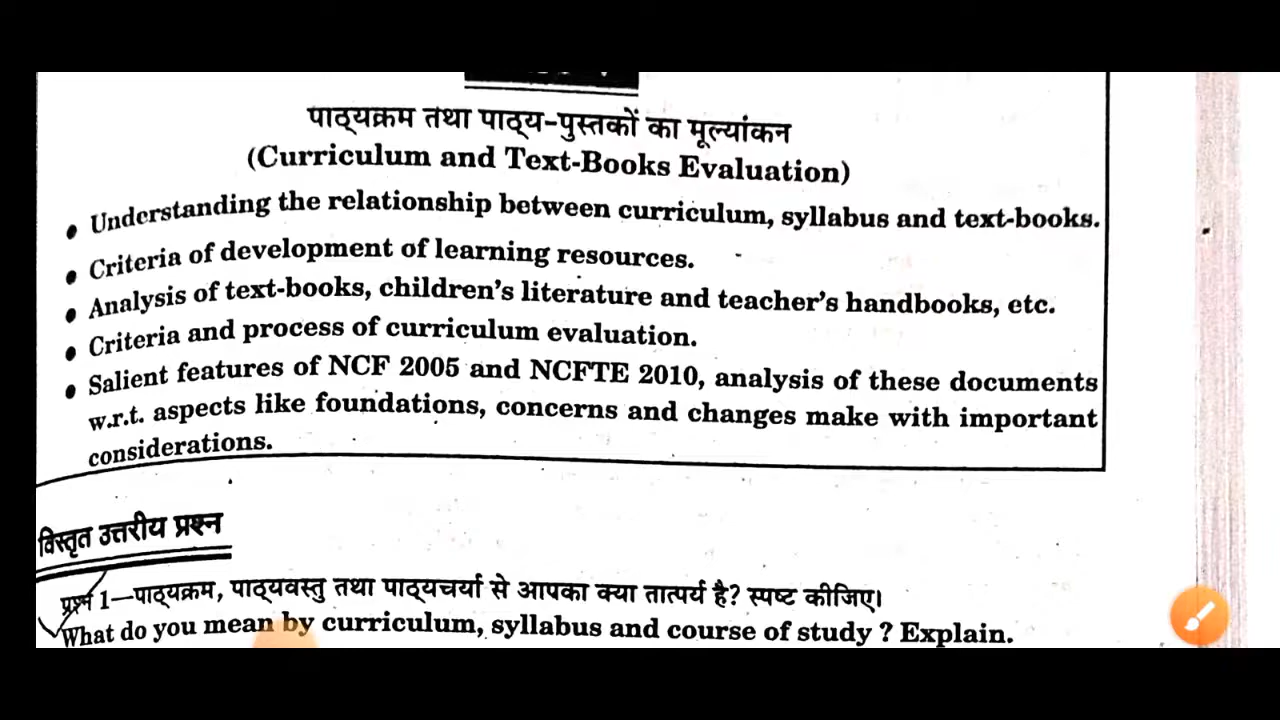 पाठ्यक्रम तथा पाठ्य-पुस्तकों का मूल्यांकन
(Curriculum and Text-Books Evaluation)
• Understanding the relationship between curriculum, syllabus and text-books.
• Criteria of development of learning resources.
• Analysis of text-books, children's literature and teacher's handbooks, etc.
• Criteria and process of curriculum evaluation.
• Salient features of NCF 2005 and NCFTE 2010, analysis of these documents
w.r.t. aspects like foundations, concerns and changes make with important
considerations.
विस्तृत उत्तरीय प्रश्न
प्रश्न 1—पाठ्यक्रम, पाठ्यवस्तु तथा पाठ्यचर्या से आपका क्या तात्पर्य है? स्पष्ट कीजिए।
What do you mean by curriculum, syllabus and course of study ? Explain.